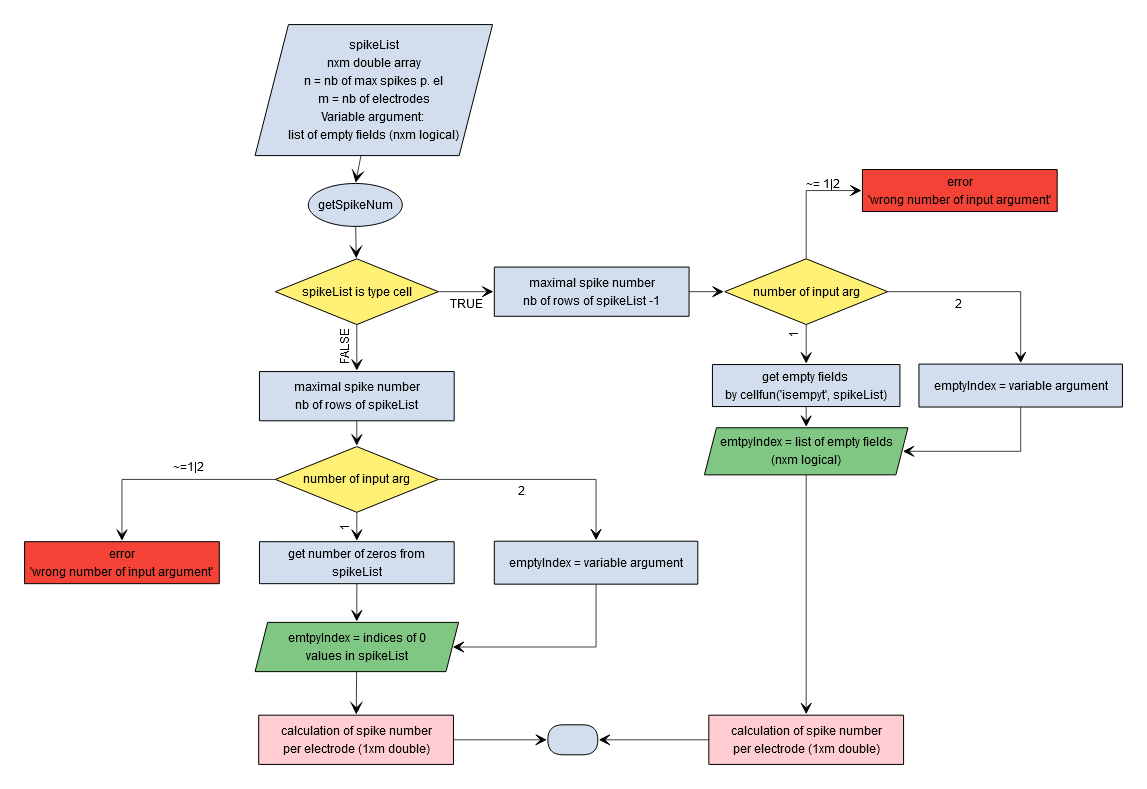 spikeList
nxm double array
n = nb of max spikes p. el
m = nb of electrodes
Variable argument:
list of empty fields (nxm logical)
getSpikeNum
spikeList is type cell
TRUE
FALSE
maximal spike number
nb of rows of spikeList -1
number of input arg
~= 1|2
error
'wrong number of input argument'
2
1
get empty fields
by cellfun('isempyt', spikeList)
emptyIndex = variable argument
emtpyIndex = list of empty fields
(nxm logical)
maximal spike number
nb of rows of spikeList
number of input arg
~=1|2
2
1
error
'wrong number of input argument'
get number of zeros from
spikeList
emptyIndex = variable argument
emtpyIndex = indices of 0
values in spikeList
calculation of spike number
per electrode (1xm double)
calculation of spike number
per electrode (1xm double)